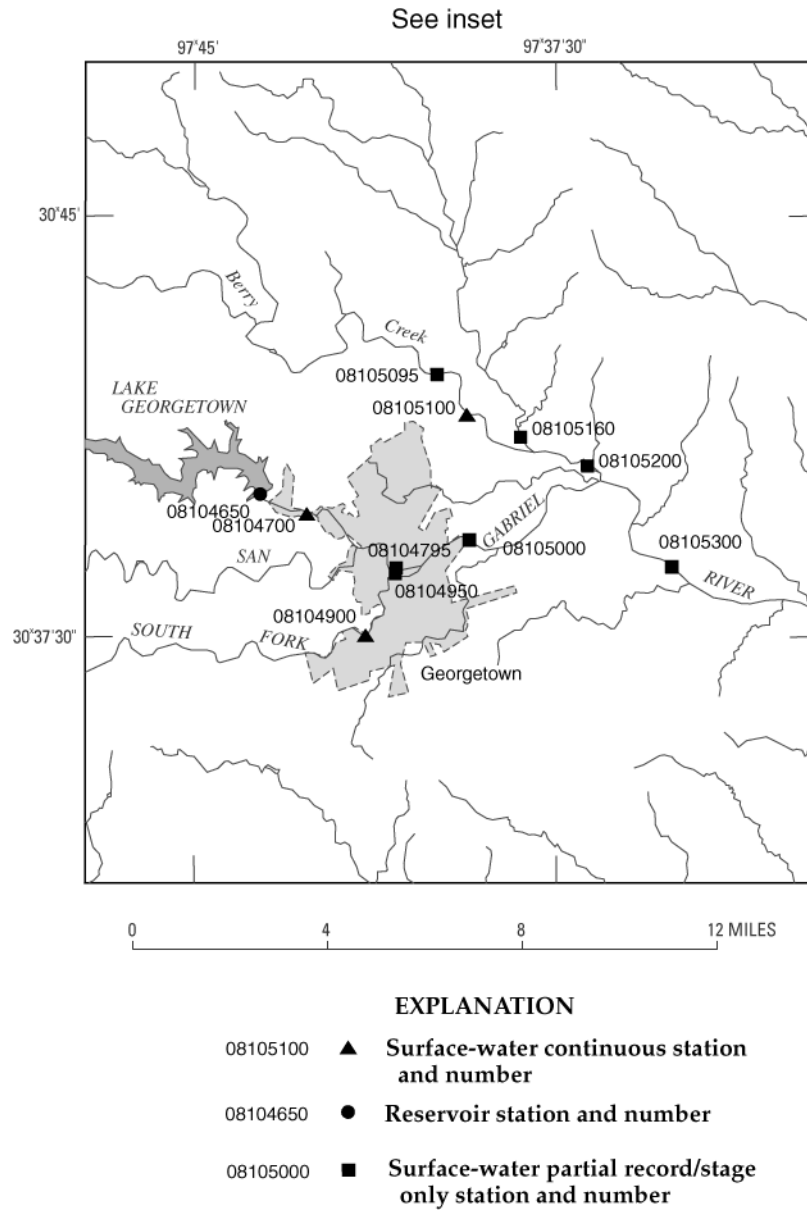 See inset
97°45' 97°37'30"
30°45'
Berry
Creek
08105095
LAKE
GEORGETOWN
08105100
08105160
08105200
08104650
08104700
GABRIEL
SAN
08104795
08105000
08105300
08104950
RIVER
08104900
30°37'30"
SOUTH
FORK
Georgetown
0 4 8 12 MILES
EXPLANATION
08105100 Surface-water continuous station
and number
08104650 Reservoir station and number
08105000 Surface-water partial record/stage
only station and number